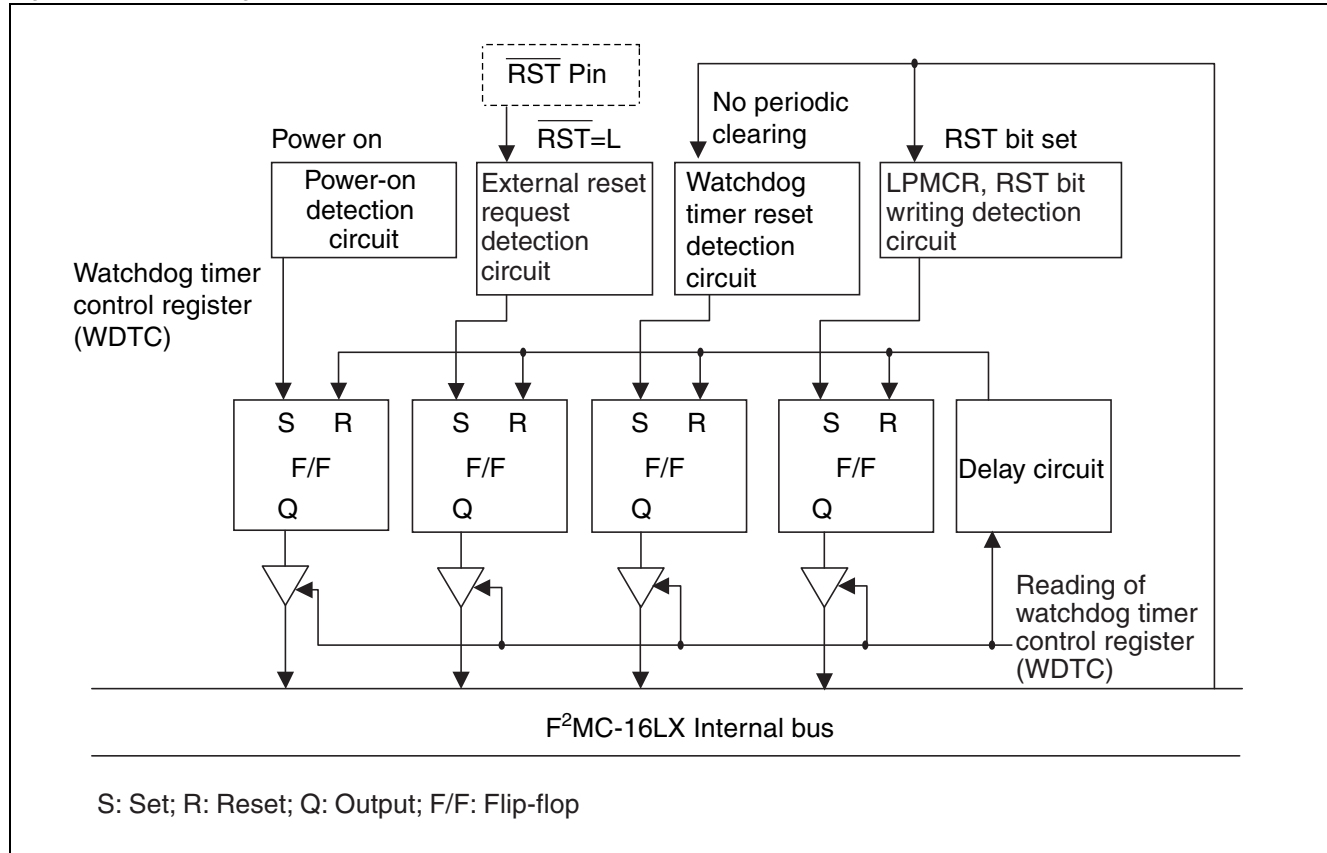 RST Pin
No periodic
clearing
Power on
RST=L
RST bit set
Power-on
detection
circuit
External reset
request
detection
circuit
Watchdog
timer reset
detection
circuit
LPMCR, RST bit
writing detection
circuit
Watchdog timer
control register
(WDTC)
S R
F/F
Q
S R
F/F
Q
S R
F/F
Q
S R
F/F
Q
Delay circuit
Reading of
watchdog timer
control register
(WDTC)
F²MC-16LX Internal bus
S: Set; R: Reset; Q: Output; F/F: Flip-flop